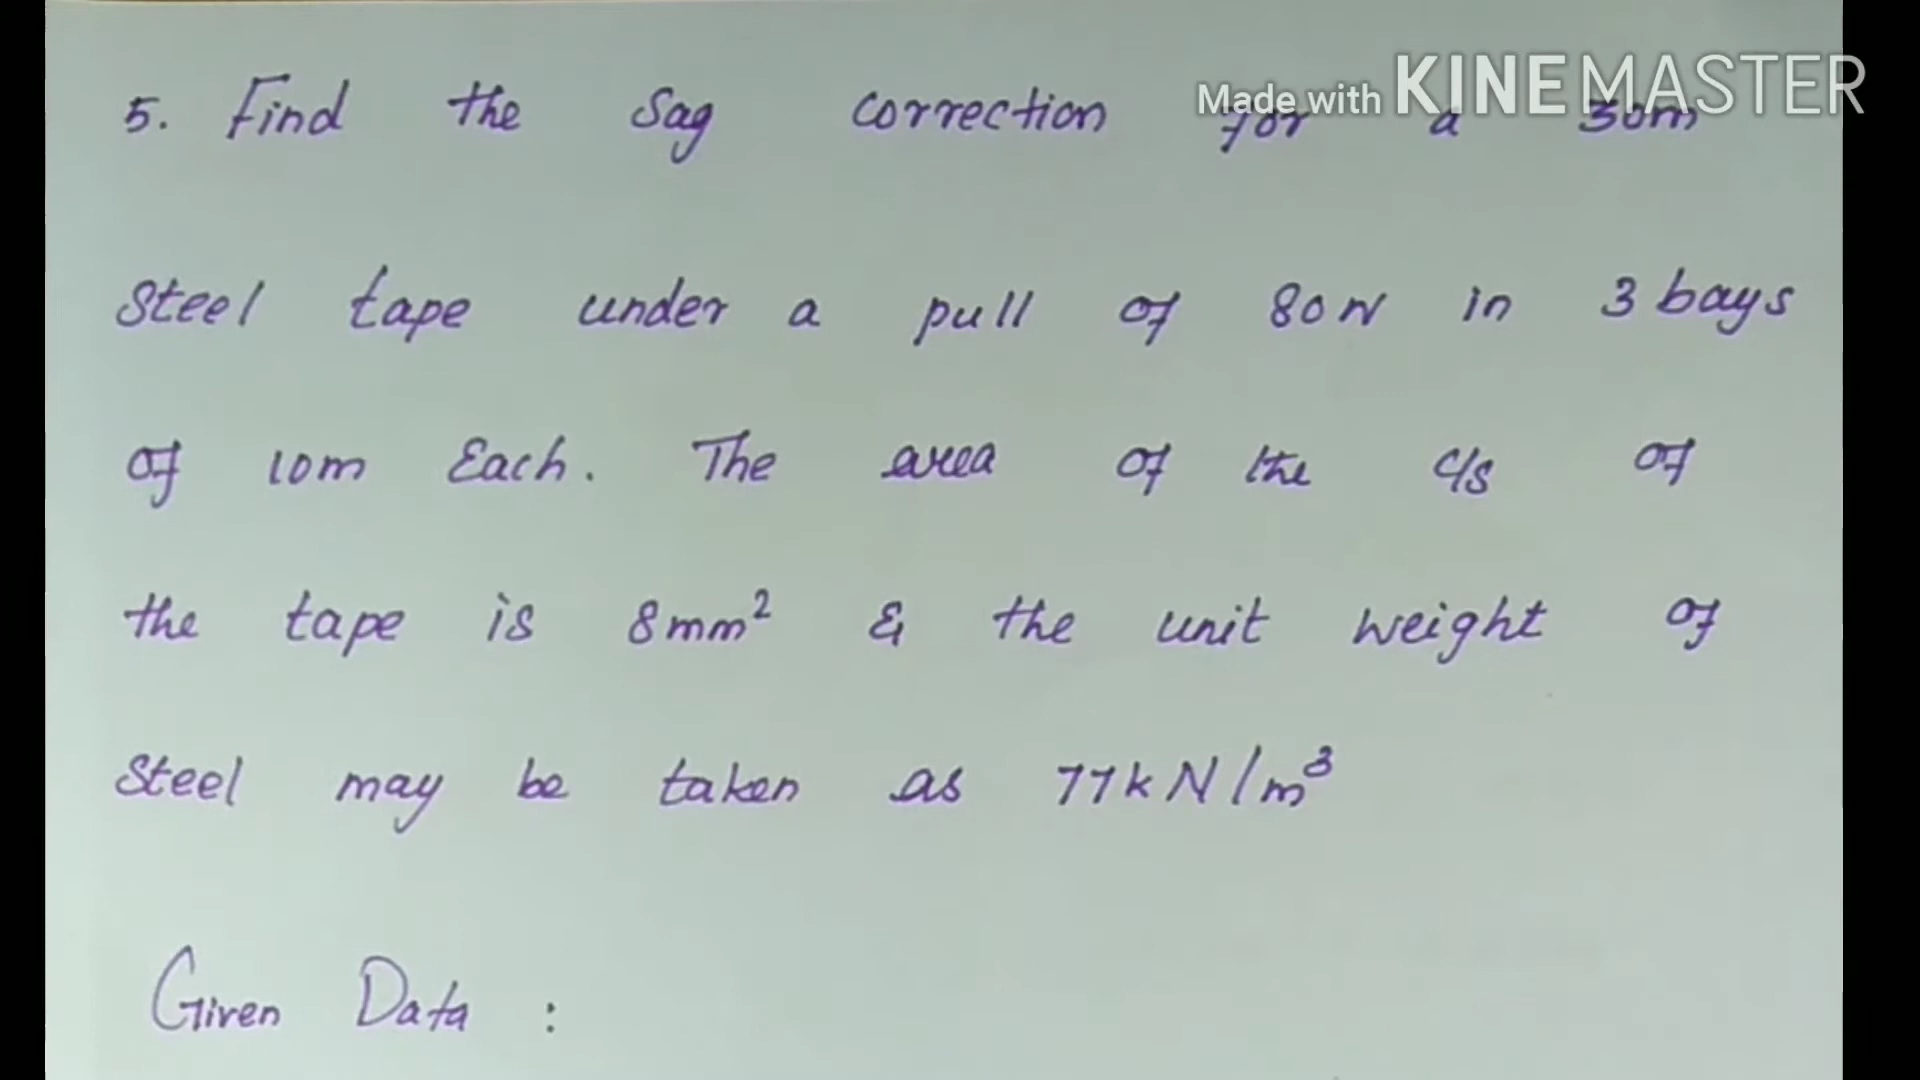 Made with KINEMASTER
5. Find the Sag correction for a 30m
Steel tape under a pull of 80N in 3 bays
of 10m Each. The area of the c/s of
the tape is 8mm² & the unit weight of
Steel may be taken as 77kN/m³
Given Data :